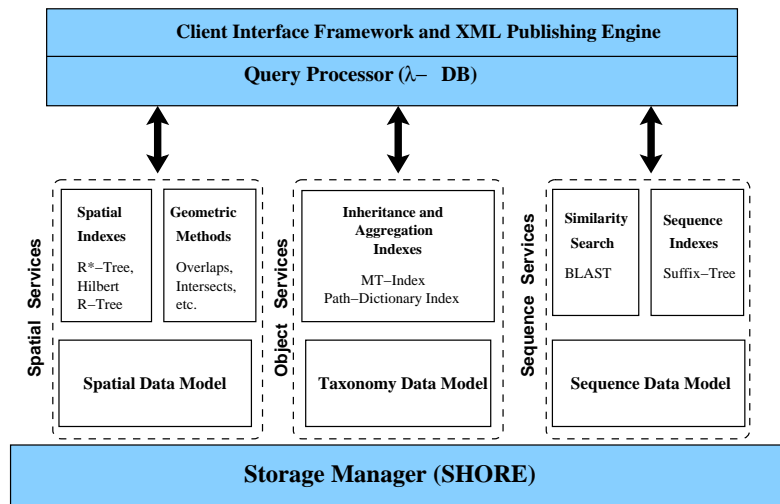 Client Interface Framework and XML Publishing Engine
Query Processor (λ− DB)
Spatial Services
Spatial
Indexes
R*−Tree,
Hilbert
R−Tree
Geometric
Methods
Overlaps,
Intersects,
etc.
Spatial Data Model
Object Services
Inheritance and
Aggregation
Indexes
MT−Index
Path−Dictionary Index
Taxonomy Data Model
Sequence Services
Similarity
Search
BLAST
Sequence
Indexes
Suffix−Tree
Sequence Data Model
Storage Manager (SHORE)